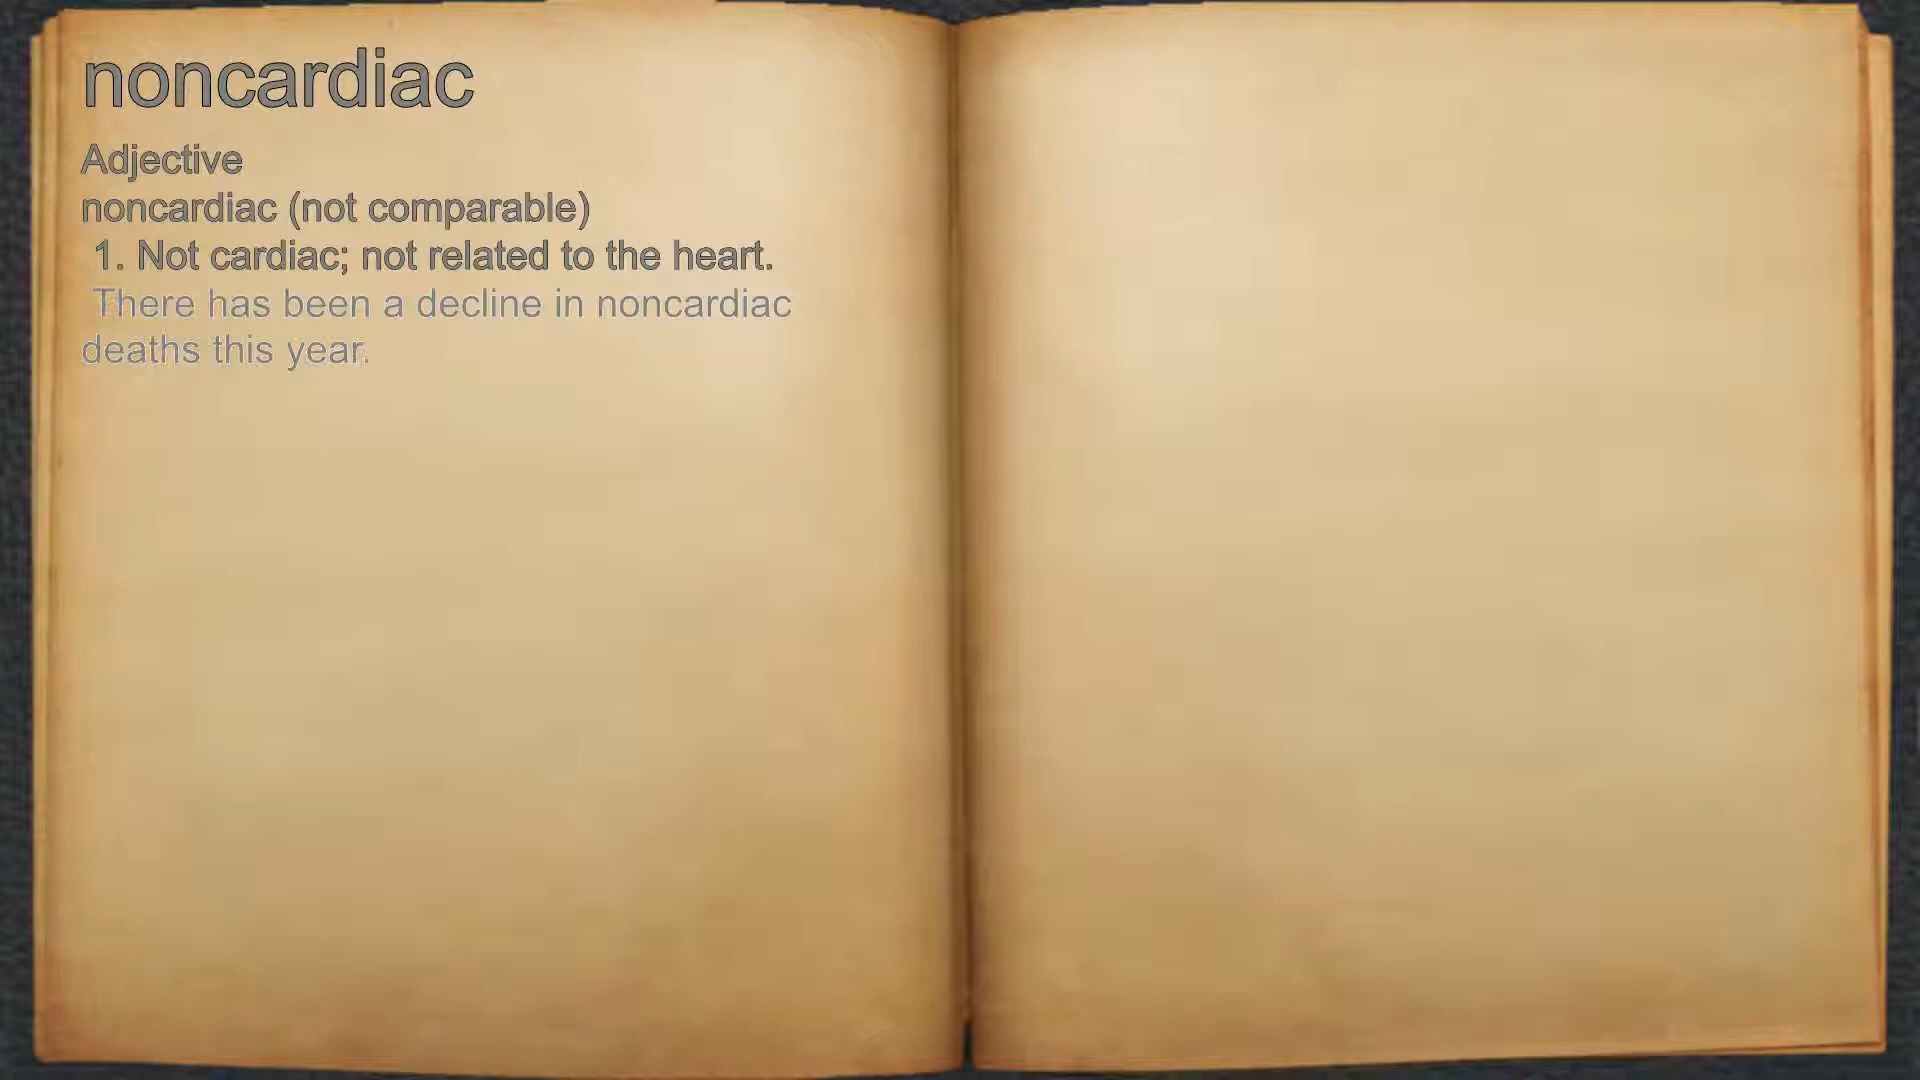 noncardiac
Adjective
noncardiac (not comparable)
1. Not cardiac; not related to the heart.
There has been a decline in noncardiac
deaths this year.